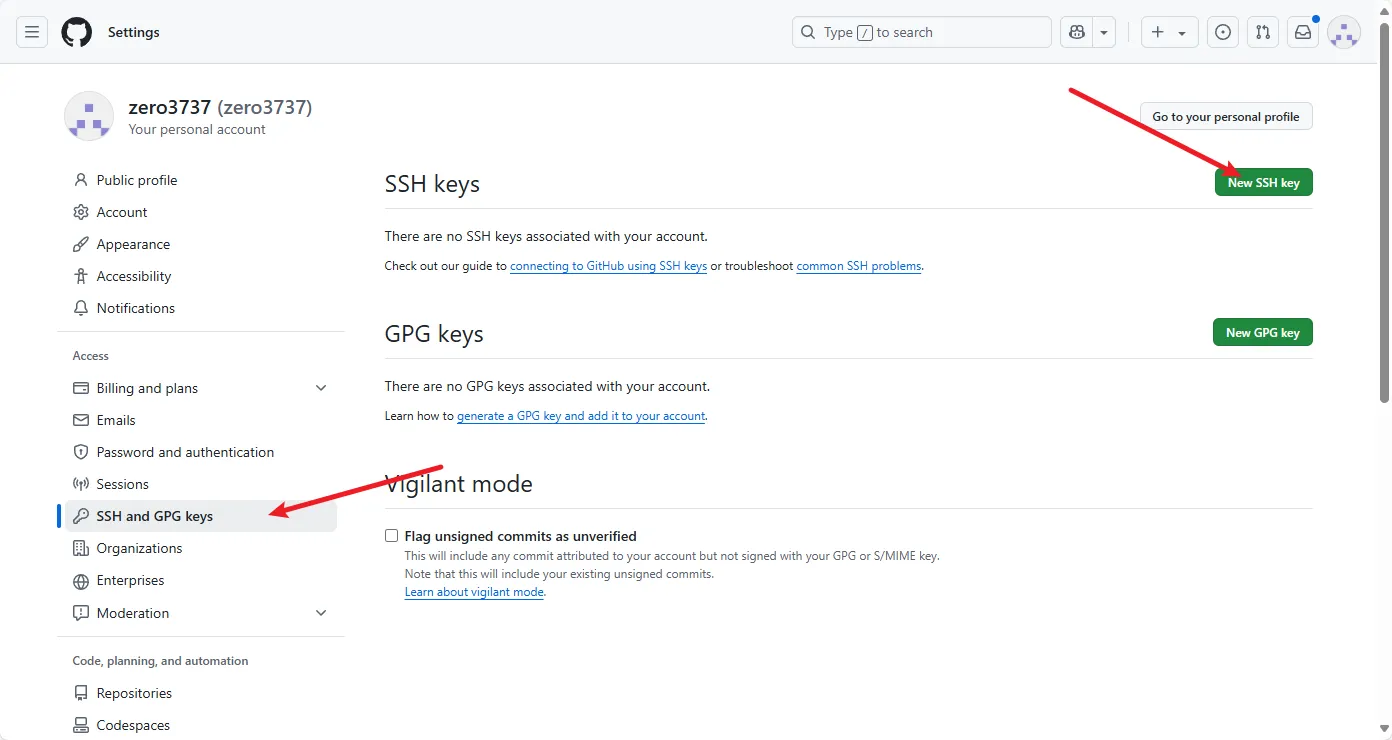 Settings
Type / to search
zero3737 (zero3737)
Your personal account
Go to your personal profile
Public profile
Account
Appearance
Accessibility
Notifications
Access
Billing and plans
Emails
Password and authentication
Sessions
SSH and GPG keys
Organizations
Enterprises
Moderation
Code, planning, and automation
Repositories
Codespaces
SSH keys
New SSH key
There are no SSH keys associated with your account.
Check out our guide to connecting to GitHub using SSH keys or troubleshoot common SSH problems.
GPG keys
New GPG key
There are no GPG keys associated with your account.
Learn how to generate a GPG key and add it to your account.
Vigilant mode
Flag unsigned commits as unverified
This will include any commit attributed to your account but not signed with your GPG or S/MIME key.
Note that this will include your existing unsigned commits.
Learn about vigilant mode.